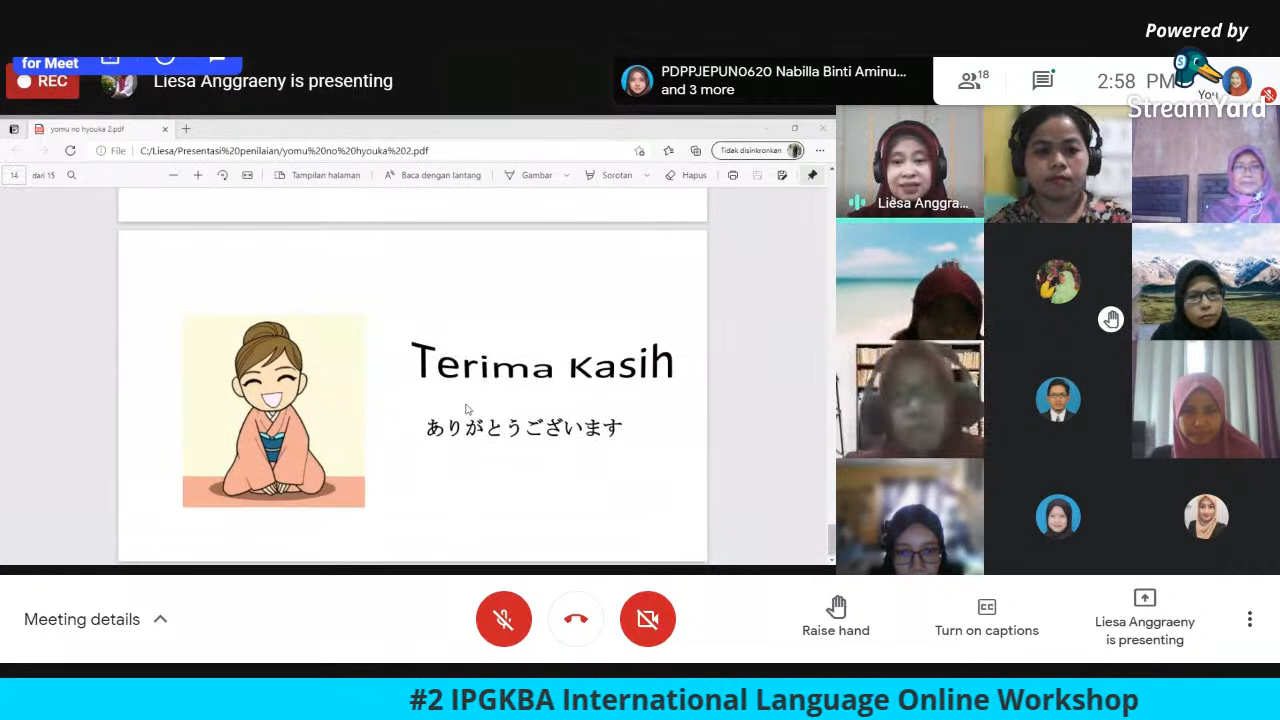 Powered by
StreamYard
for Meet
REC
Liesa Anggraeny is presenting
PDPPJEPUN0620 Nabilla Binti Aminu...
and 3 more
18
2:58 PM
You
yomu no hyouka 2.pdf
File
C:/Liesa/Presentasi%20penilaian/yomu%20no%20hyouka%202.pdf
Tidak disinkronkan
14 dari 15
Tampilan halaman
Baca dengan lantang
Gambar
Sorotan
Hapus
Terima Kasih
ありがとうございます
Liesa Anggra...
Meeting details
Raise hand
Turn on captions
Liesa Anggraeny
is presenting
#2 IPGKBA International Language Online Workshop